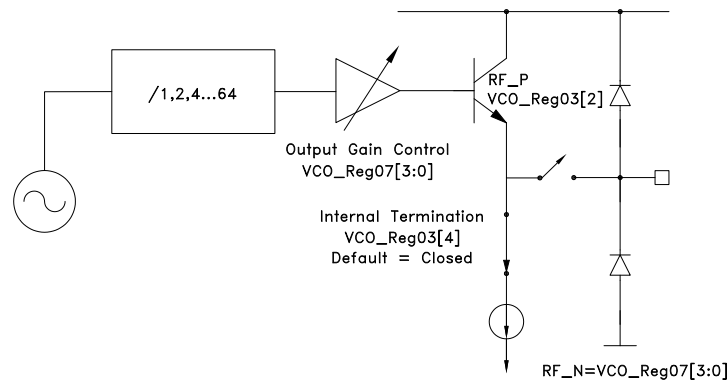 /1,2,4...64
RF_P
VCO_Reg03[2]
Output Gain Control
VCO_Reg07[3:0]
Internal Termination
VCO_Reg03[4]
Default = Closed
RF_N=VCO_Reg07[3:0]